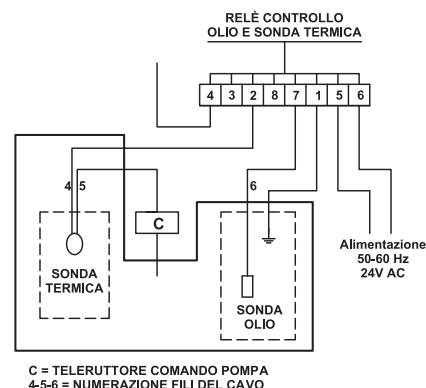 RELÈ CONTROLLO
OLIO E SONDA TERMICA
4 3 2 8 7 1 5 6
4 5
6
C
SONDA
TERMICA
SONDA
OLIO
Alimentazione
50-60 Hz
24V AC
C = TELERUTTORE COMANDO POMPA
4-5-6 = NUMERAZIONE FILI DEL CAVO